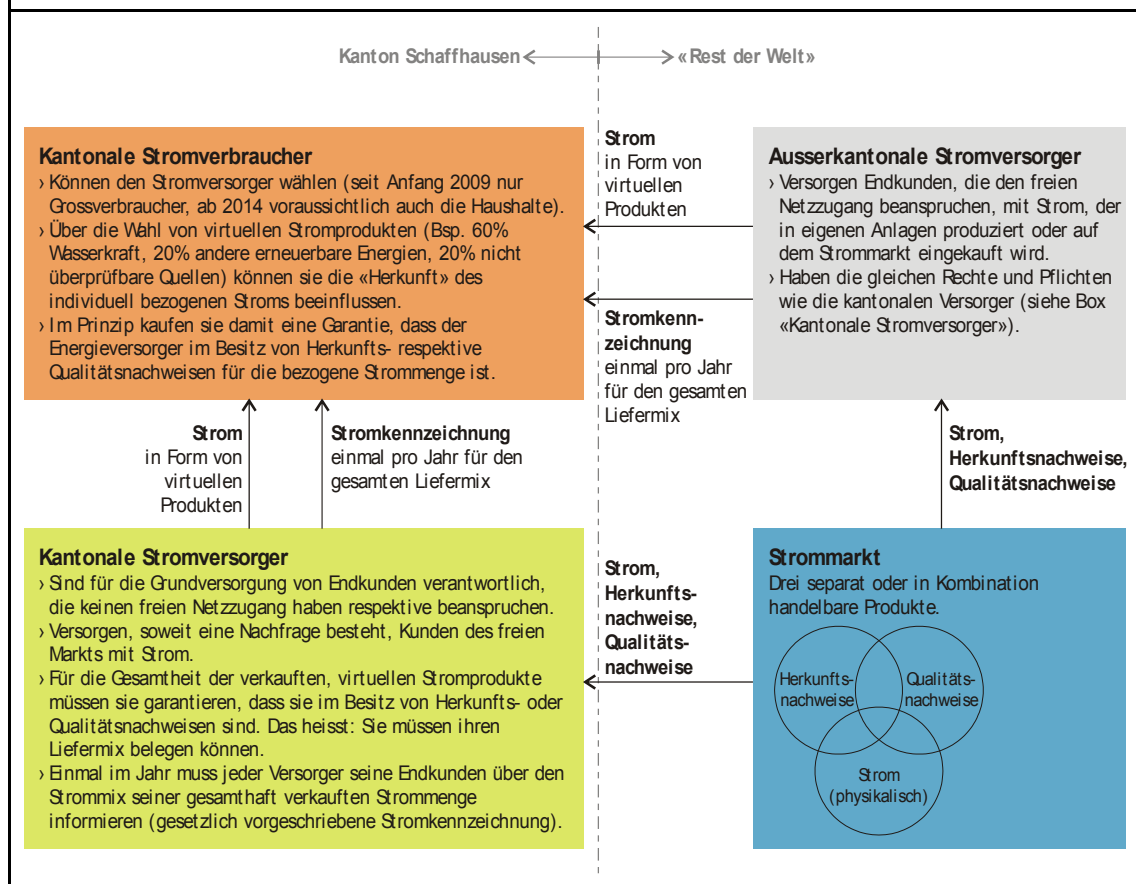 Kanton Schaffhausen
«Rest der Welt»
Kantonale Stromverbraucher
› Können den Stromversorger wählen (seit Anfang 2009 nur
Grossverbraucher, ab 2014 voraussichtlich auch die Haushalte).
› Über die Wahl von virtuellen Stromprodukten (Bsp. 60%
Wasserkraft, 20% andere erneuerbare Energien, 20% nicht
überprüfbare Quellen) können sie die «Herkunft» des
individuell bezogenen Stroms beeinflussen.
› Im Prinzip kaufen sie damit eine Garantie, dass der
Energieversorger im Besitz von Herkunfts- respektive
Qualitätsnachweisen für die bezogene Strommenge ist.
Strom
in Form von
virtuellen
Produkten
Stromkenn-
zeichnung
einmal pro Jahr
für den gesamten
Liefermix
Ausserkantonale Stromversorger
› Versorgen Endkunden, die den freien
Netzzugang beanspruchen, mit Strom, der
in eigenen Anlagen produziert oder auf
dem Strommarkt eingekauft wird.
› Haben die gleichen Rechte und Pflichten
wie die kantonalen Versorger (siehe Box
«Kantonale Stromversorger»).
Strom
in Form von
virtuellen
Produkten
Stromkennzeichnung
einmal pro Jahr für den
gesamten Liefermix
Strom,
Herkunftsnachweise,
Qualitätsnachweise
Kantonale Stromversorger
› Sind für die Grundversorgung von Endkunden verantwortlich,
die keinen freien Netzzugang haben respektive beanspruchen.
› Versorgen, soweit eine Nachfrage besteht, Kunden des freien
Markts mit Strom.
› Für die Gesamtheit der verkauften, virtuellen Stromprodukte
müssen sie garantieren, dass sie im Besitz von Herkunfts- oder
Qualitätsnachweisen sind. Das heisst: Sie müssen ihren
Liefermix belegen können.
› Einmal im Jahr muss jeder Versorger seine Endkunden über den
Strommix seiner gesamthaft verkauften Strommenge
informieren (gesetzlich vorgeschriebene Stromkennzeichnung).
Strom,
Herkunfts-
nachweise,
Qualitäts-
nachweise
Strommarkt
Drei separat oder in Kombination
handelbare Produkte.
Herkunfts-
nachweise
Qualitäts-
nachweise
Strom
(physikalisch)